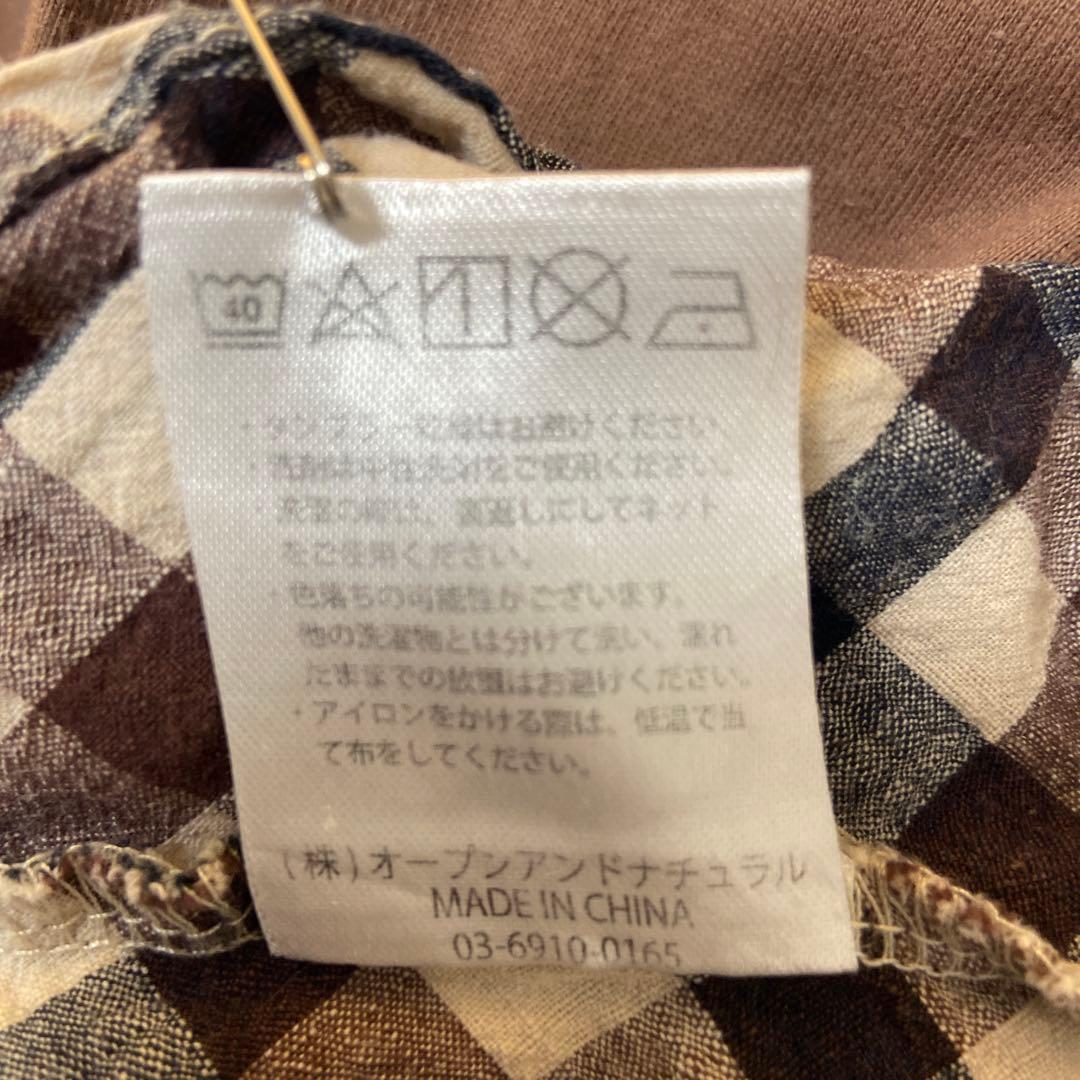 40
・タンブラー乾燥はお避けください
・洗剤は中性洗剤をご使用ください。
・洗濯の際は、裏返しにしてネット
をご使用ください。
・色落ちの可能性がございます。
他の洗濯物とは分けて洗い、濡れ
たままでの放置はお避けください。
・アイロンをかける際は、低温で当
て布をしてください。
(株)オープンアンドナチュラル
MADE IN CHINA
03-6910-0165